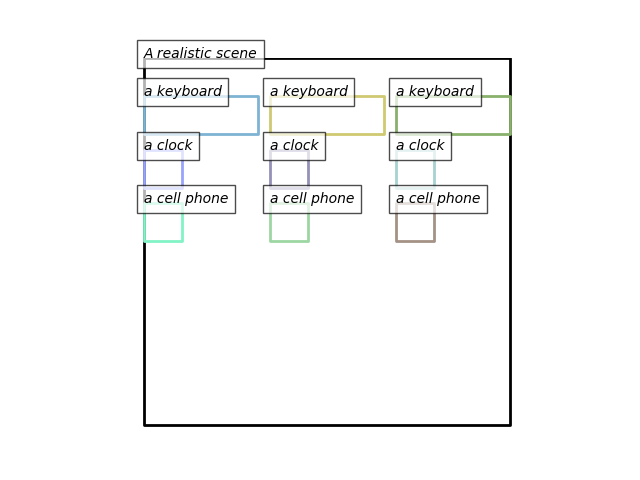 A realistic scene
a keyboard a keyboard a keyboard
a clock a clock a clock
a cell phone a cell phone a cell phone